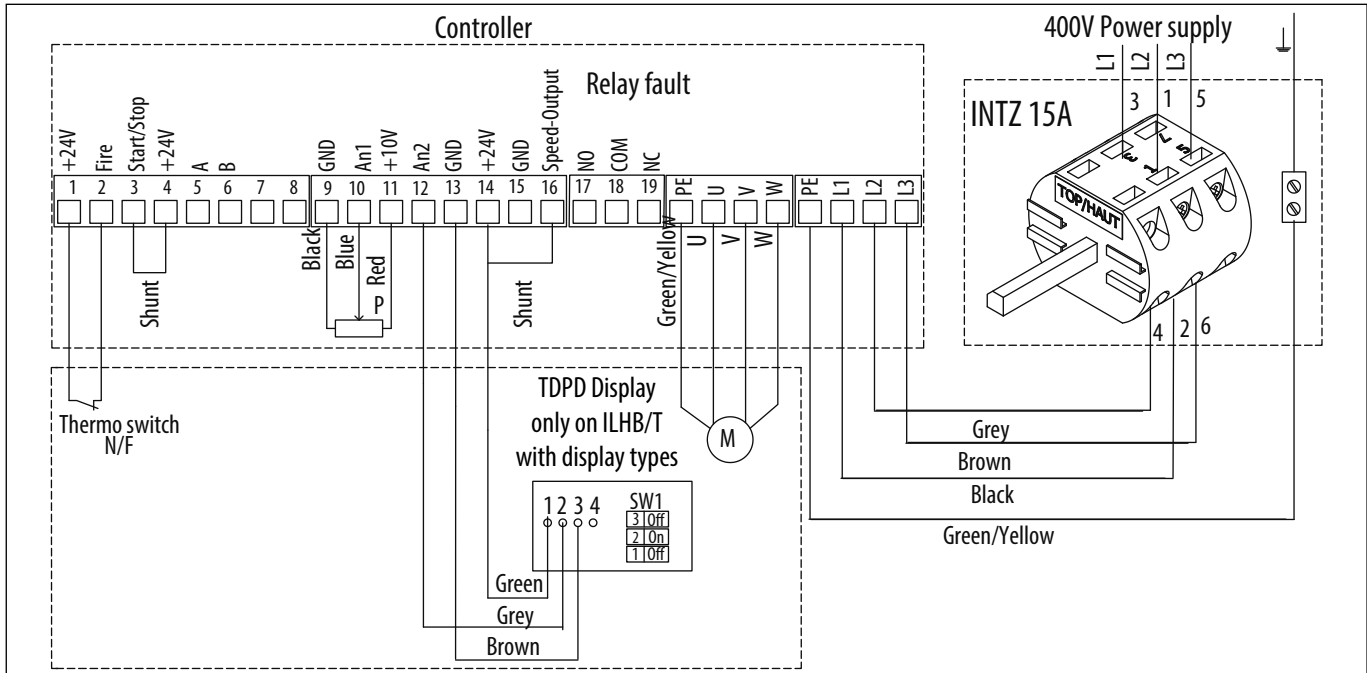 Controller
400V Power supply
L1
L2
L3
3
1
5
INTZ 15A
TOP/HAUT
3
1
7
5
4
2
6
Relay fault
+24V
Fire
Start/Stop
+24V
A
B
GND
An1
+10V
An2
GND
+24V
GND
Speed-Output
NO
COM
NC
PE
U
V
W
PE
L1
L2
L3
1 2 3 4 5 6 7 8 9 10 11 12 13 14 15 16 17 18 19
Shunt
Black
Blue
Red
P
Shunt
Green/Yellow
U
V
W
Thermo switch
N/F
TDPD Display
only on ILHB/T
with display types
M
1 2 3 4
SW1
3 Off
2 On
1 Off
Green
Grey
Brown
Grey
Brown
Black
Green/Yellow